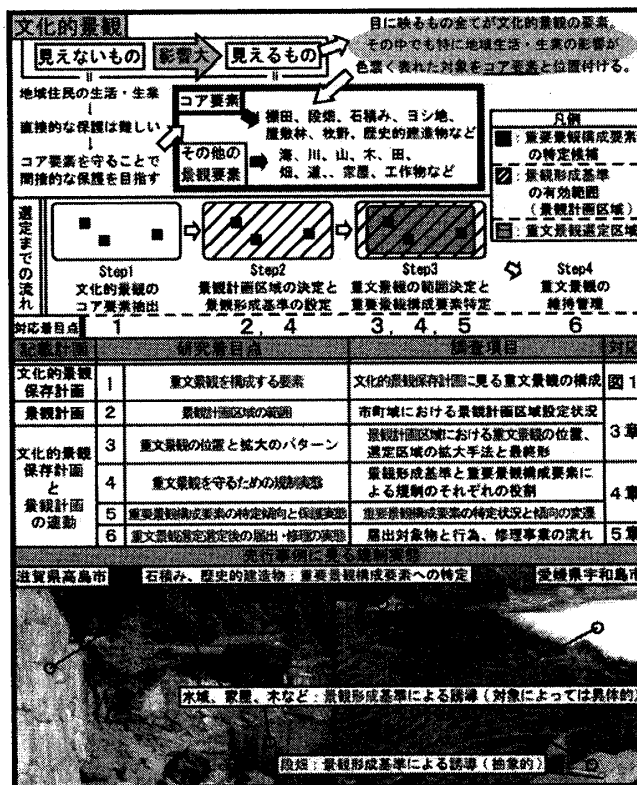 文化的景観
目に映るもの全てが文化的景観の要素。
その中でも特に地域生活・生業の影響が
色濃く表れた対象をコア要素と位置付ける。
見えないもの
影響大
見えるもの
地域住民の生活・生業
直接的な保護は難しい
コア要素を守ることで
間接的な保護を目指す
コア要素
棚田、段畑、石積み、ヨシ地、
屋敷林、牧野、歴史的建造物など
その他の
景観要素
海、川、山、木、田、
畑、道、、家屋、工作物など
凡例
：重要景観構成要素
の特定候補
：景観形成基準
の有効範囲
（景観計画区域）
：重文景観選定区域
選定までの流れ
Step1
文化的景観の
コア要素抽出
Step2
景観計画区域の決定と
景観形成基準の設定
Step3
重文景観の範囲決定と
重要景観構成要素特定
Step4
重文景観の
維持管理
対応着目点 1 2, 4 3, 4, 5 6
記載計画 研究着目点 調査項目 対応
文化的景観
保存計画
1 重文景観を構成する要素 文化的景観保存計画に見る重文景観の構成 図1
景観計画 2 景観計画区域の範囲 市町域における景観計画区域設定状況
3章
文化的景観
保存計画
と
景観計画
の連動
3 重文景観の位置と拡大のパターン
景観計画区域における重文景観の位置、
選定区域の拡大手法と最終形
4 重文景観を守るための規制実態
景観形成基準と重要景観構成要素に
よる規制のそれぞれの役割
4章
5 重要景観構成要素の特定傾向と保護実態 重要景観構成要素の特定状況と傾向の変遷
6 重文景観選定選定後の届出・修理の実態 届出対象物と行為、修理事業の流れ 5章
先行事例に見る規制実態
滋賀県高島市
石積み、歴史的建造物：重要景観構成要素への特定
愛媛県宇和島市
水域、家屋、木など：景観形成基準による誘導（対象によっては具体的）
段畑：景観形成基準による誘導（抽象的）